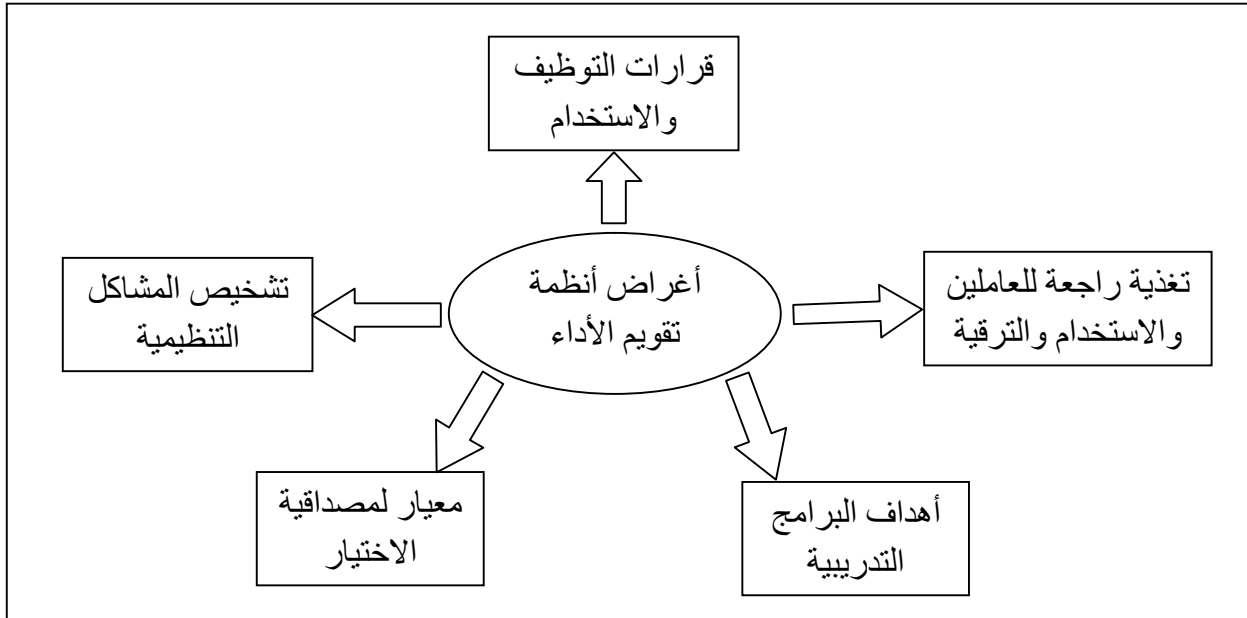 قرارات التوظيف
والاستخدام
أغراض أنظمة
تقويم الأداء
تغذية راجعة للعاملين
والاستخدام والترقية
تشخيص المشاكل
التنظيمية
أهداف البرامج
التدريبية
معيار لمصداقية
الاختيار